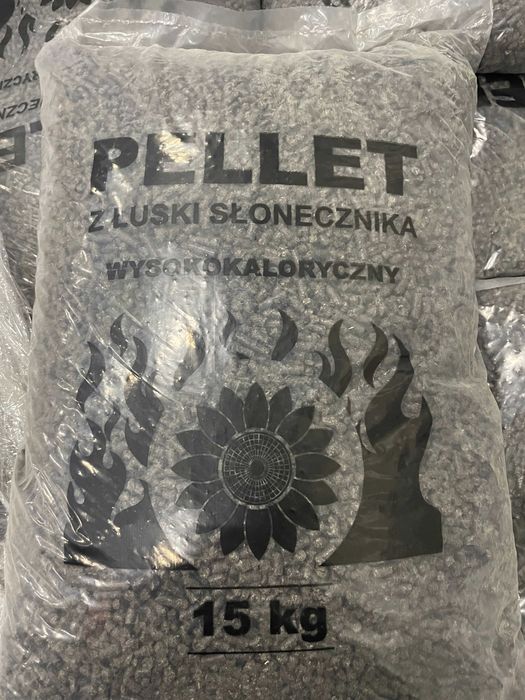 PELLET
Z ŁUSKI SŁONECZNIKA
WYSOKOKALORYCZNY
15 kg